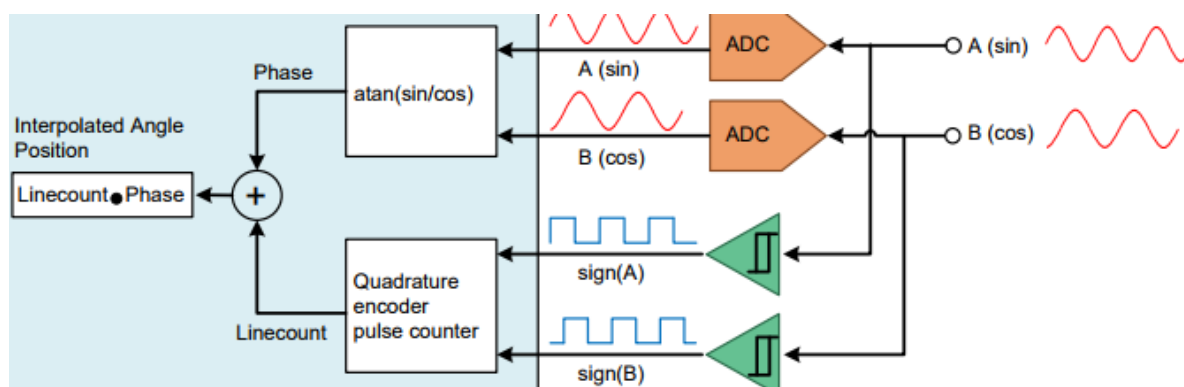 A (sin)
ADC
A (sin)
Phase
atan(sin/cos)
Interpolated Angle
Position
B (cos)
ADC
B (cos)
Linecount●Phase
+
sign(A)
Quadrature
encoder
pulse counter
Linecount
sign(B)